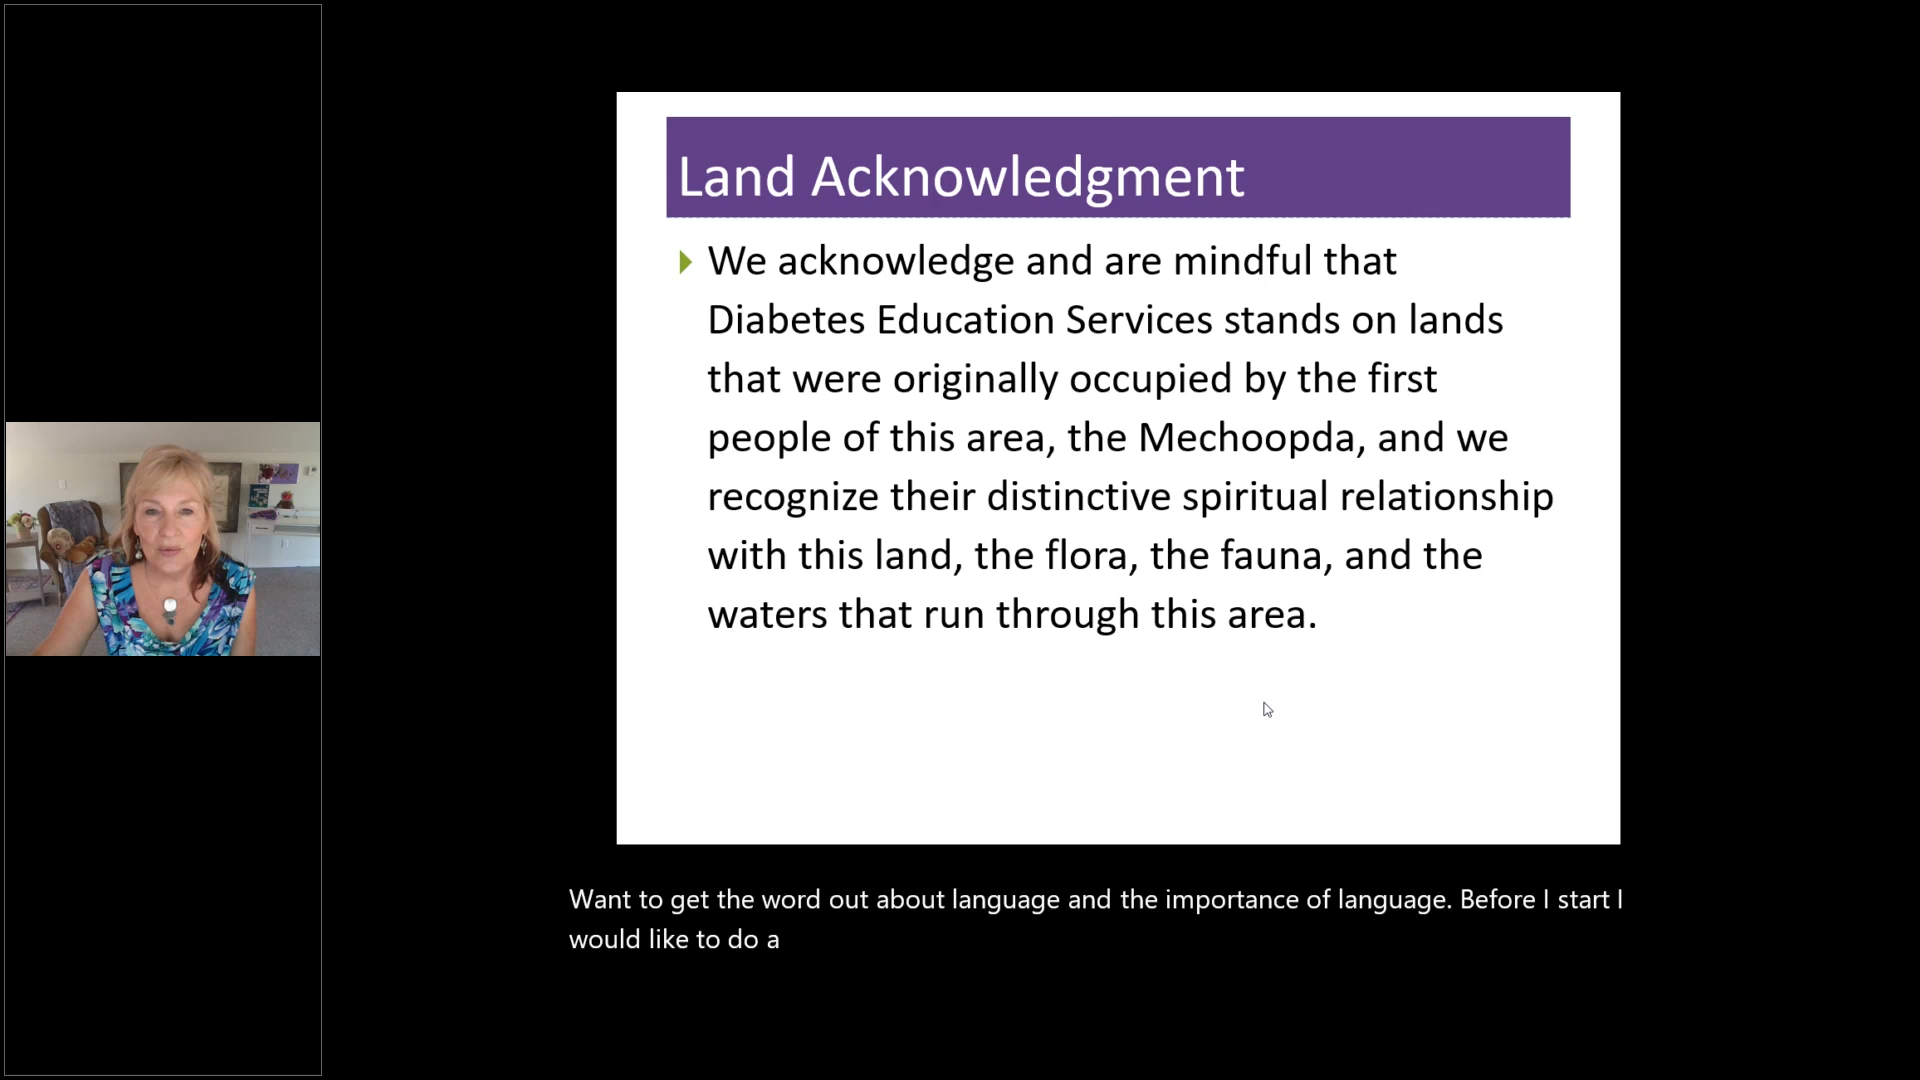 Land Acknowledgment
We acknowledge and are mindful that
Diabetes Education Services stands on lands
that were originally occupied by the first
people of this area, the Mechoopda, and we
recognize their distinctive spiritual relationship
with this land, the flora, the fauna, and the
waters that run through this area.
Want to get the word out about language and the importance of language. Before I start I
would like to do a